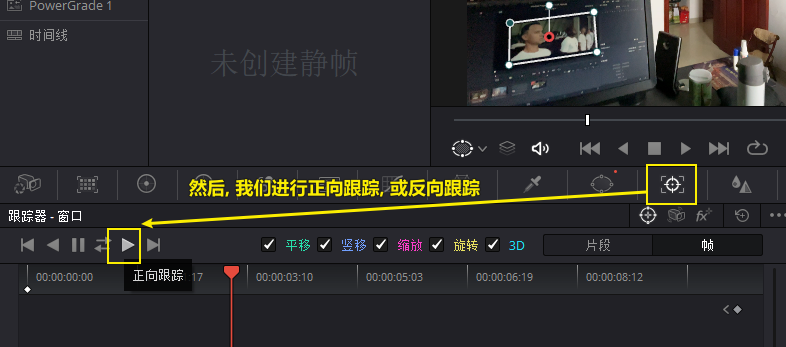 PowerGrade 1
时间线
未创建静帧
然后, 我们进行正向跟踪, 或反向跟踪
跟踪器 - 窗口
fx
平移 竖移 缩放 旋转 3D 片段 帧
正向跟踪
00:00:00:00 17 00:00:03:10 00:00:05:03 00:00:06:19 00:00:08:12